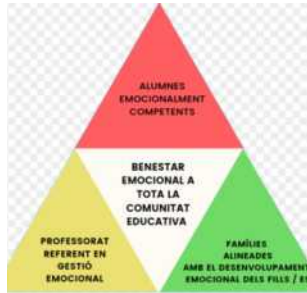 ALUMNES
EMOCIONALMENT
COMPETENTS
BENESTAR
EMOCIONAL A
TOTA LA
COMUNITAT
EDUCATIVA
PROFESSORAT
REFERENT EN
GESTIÓ
EMOCIONAL
FAMÍLIES
ALINEADES
AMB EL DESENVOLUPAMEN
EMOCIONAL DELS FILLS / E